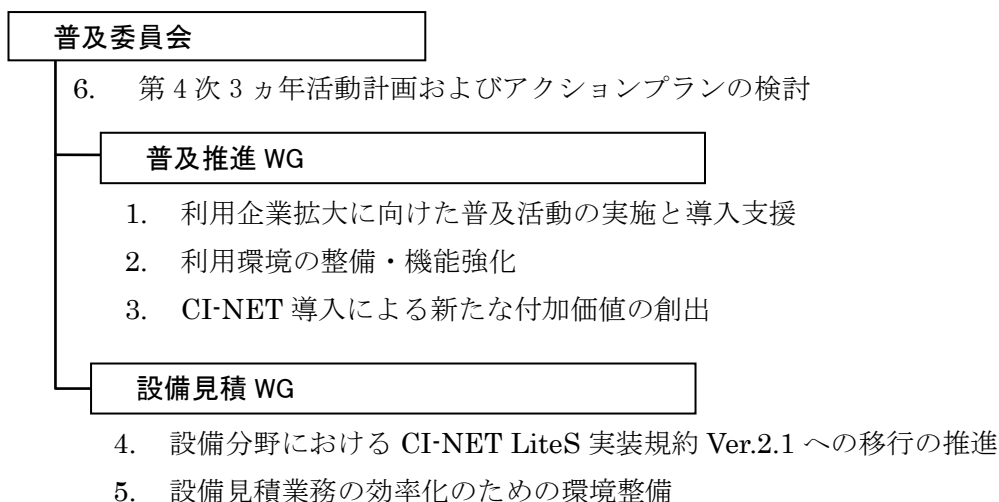 普及委員会
6. 第4次3ヵ年活動計画およびアクションプランの検討
普及推進 WG
1. 利用企業拡大に向けた普及活動の実施と導入支援
2. 利用環境の整備・機能強化
3. CI-NET 導入による新たな付加価値の創出
設備見積 WG
4. 設備分野における CI-NET LiteS 実装規約 Ver.2.1 への移行の推進
5. 設備見積業務の効率化のための環境整備